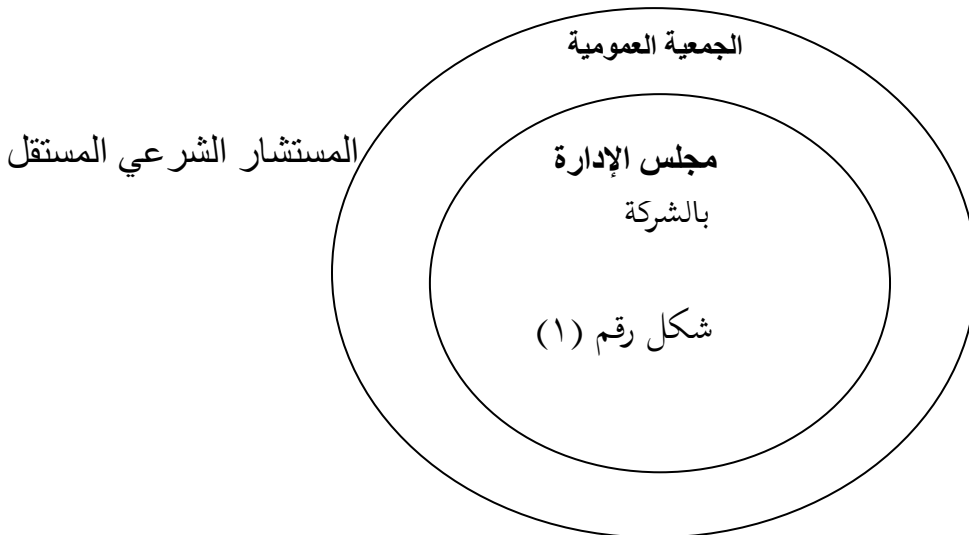 الجمعية العمومية
المستشار الشرعي المستقل
مجلس الإدارة
بالشركة
شكل رقم (١)